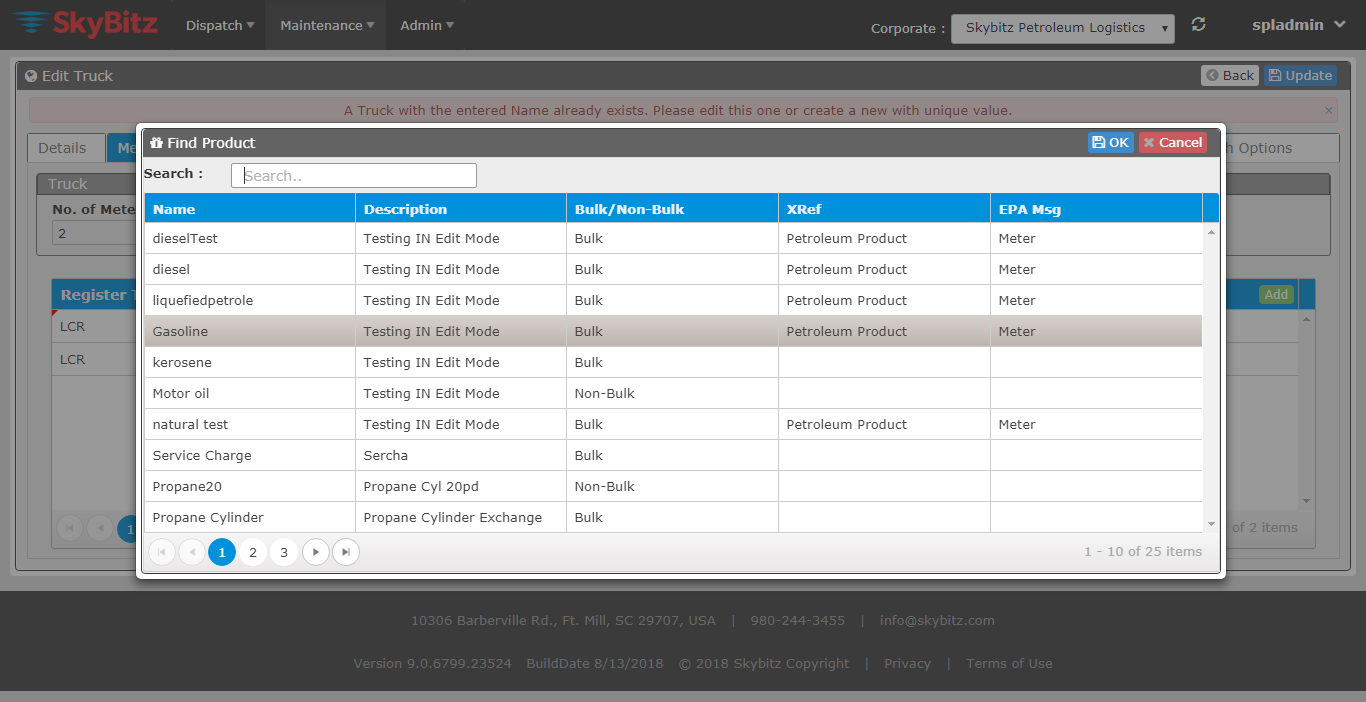 SkyBitz Dispatch Maintenance Admin Corporate : Skybitz Petroleum Logistics spladmin
Edit Truck Back Update
A Truck with the entered Name already exists. Please edit this one or create a new with unique value. ×
Details Me h Options
Truck
No. of Mete
2
Register T Add
LCR
LCR
1 of 2 items
Find Product OK Cancel
Search : Search..
Name Description Bulk/Non-Bulk XRef EPA Msg
dieselTest Testing IN Edit Mode Bulk Petroleum Product Meter
diesel Testing IN Edit Mode Bulk Petroleum Product Meter
liquefiedpetrole Testing IN Edit Mode Bulk Petroleum Product Meter
Gasoline Testing IN Edit Mode Bulk Petroleum Product Meter
kerosene Testing IN Edit Mode Bulk
Motor oil Testing IN Edit Mode Non-Bulk
natural test Testing IN Edit Mode Bulk Petroleum Product Meter
Service Charge Sercha Bulk
Propane20 Propane Cyl 20pd Non-Bulk
Propane Cylinder Propane Cylinder Exchange Bulk
1 2 3 1 - 10 of 25 items
10306 Barberville Rd., Ft. Mill, SC 29707, USA | 980-244-3455 | info@skybitz.com
Version 9.0.6799.23524 BuildDate 8/13/2018 © 2018 Skybitz Copyright | Privacy | Terms of Use